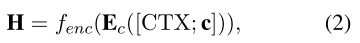 H = f_enc(E_c([CTX; c])), (2)